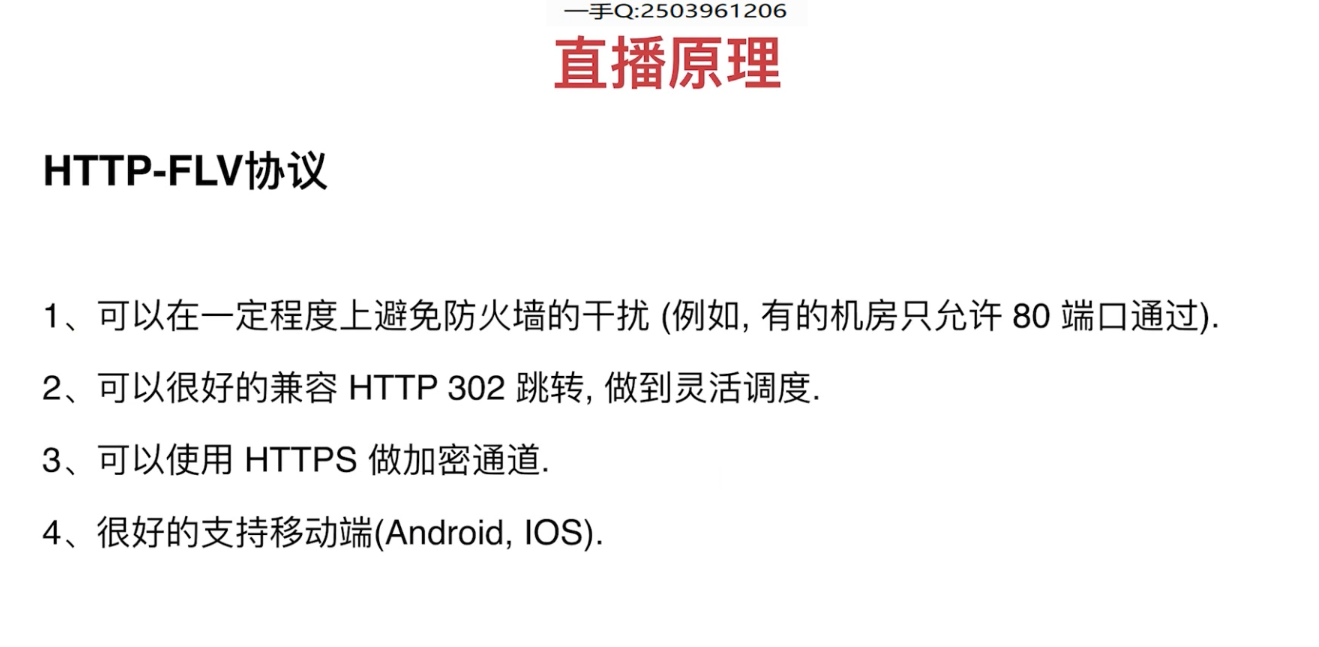 一手Q:2503961206
直播原理
HTTP-FLV协议
1、可以在一定程度上避免防火墙的干扰 (例如, 有的机房只允许 80 端口通过).
2、可以很好的兼容 HTTP 302 跳转, 做到灵活调度.
3、可以使用 HTTPS 做加密通道.
4、很好的支持移动端(Android, IOS).